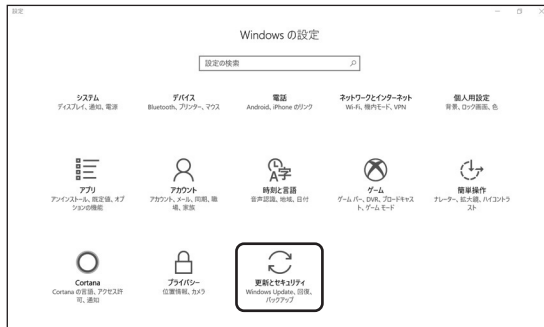 設定
Windows の設定
設定の検索
システム
ディスプレイ、通知、電源
デバイス
Bluetooth、プリンター、マウス
電話
Android、iPhone のリンク
ネットワークとインターネット
Wi-Fi、機内モード、VPN
個人用設定
背景、ロック画面、色
アプリ
アンインストール、既定値、オプ
ションの機能
アカウント
アカウント、メール、同期、職
場、家族
時刻と言語
音声認識、地域、日付
ゲーム
ゲーム バー、DVR、ブロードキャス
ト、ゲーム モード
簡単操作
ナレーター、拡大鏡、ハイコントラ
スト
Cortana
Cortana の言語、アクセス許
可、通知
プライバシー
位置情報、カメラ
更新とセキュリティ
Windows Update、回復、
バックアップ